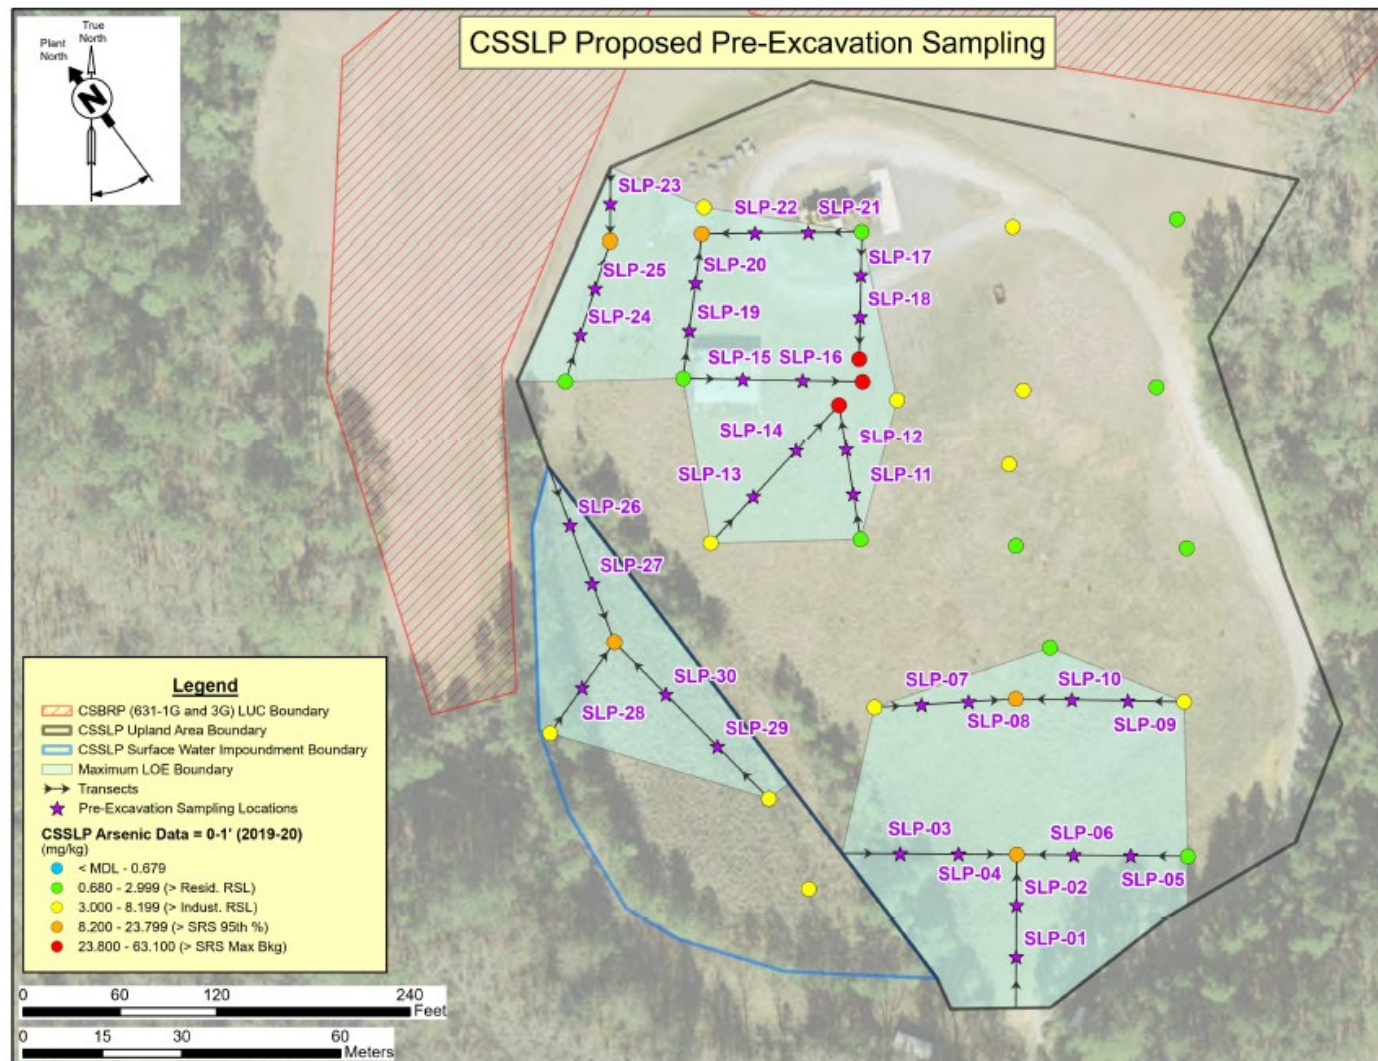 True
North
Plant
North
N
CSSLP Proposed Pre-Excavation Sampling
SLP-23
SLP-22
SLP-21
SLP-25
SLP-20
SLP-17
SLP-24
SLP-19
SLP-18
SLP-15
SLP-16
SLP-14
SLP-12
SLP-13
SLP-11
SLP-26
SLP-27
SLP-30
SLP-28
SLP-29
SLP-07
SLP-10
SLP-08
SLP-09
SLP-03
SLP-06
SLP-04
SLP-05
SLP-02
SLP-01
Legend
CSBRP (631-1G and 3G) LUC Boundary
CSSLP Upland Area Boundary
CSSLP Surface Water Impoundment Boundary
Maximum LOE Boundary
Transects
Pre-Excavation Sampling Locations
CSSLP Arsenic Data = 0-1' (2019-20)
(mg/kg)
< MDL - 0.679
0.680 - 2.999 (> Resid. RSL)
3.000 - 8.199 (> Indust. RSL)
8.200 - 23.799 (> SRS 95th %)
23.800 - 63.100 (> SRS Max Bkg)
0 60 120 240
Feet
0 15 30 60
Meters